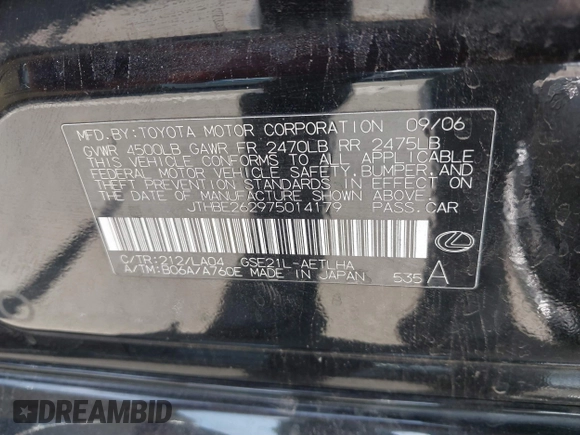 MFD. BY: TOYOTA MOTOR CORPORATION 09/06
GVWR 4500LB GAWR FR 2470LB RR 2475LB
THIS VEHICLE CONFORMS TO ALL APPLICABLE
FEDERAL MOTOR VEHICLE SAFETY, BUMPER, AND
THEFT PREVENTION STANDARDS IN EFFECT ON
THE DATE OF MANUFACTURE SHOWN ABOVE.
JTHBE262975014179 PASS. CAR
C/TR: 212/LA04 GSE21L-AETLHA
A/TM: B06A/A760E MADE IN JAPAN 535 A
DREAMBID